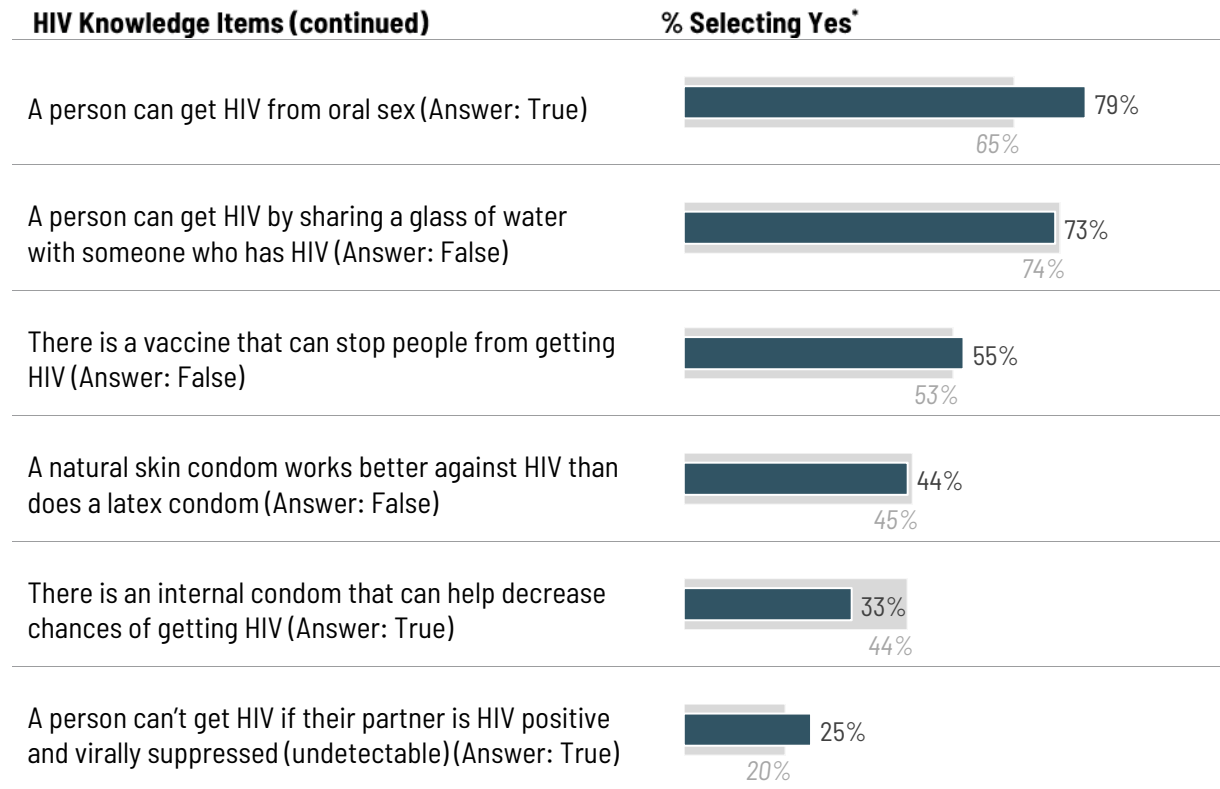 HIV Knowledge Items (continued)
% Selecting Yes*
A person can get HIV from oral sex (Answer: True)
79%
65%
A person can get HIV by sharing a glass of water
with someone who has HIV (Answer: False)
73%
74%
There is a vaccine that can stop people from getting
HIV (Answer: False)
55%
53%
A natural skin condom works better against HIV than
does a latex condom (Answer: False)
44%
45%
There is an internal condom that can help decrease
chances of getting HIV (Answer: True)
33%
44%
A person can’t get HIV if their partner is HIV positive
and virally suppressed (undetectable) (Answer: True)
25%
20%